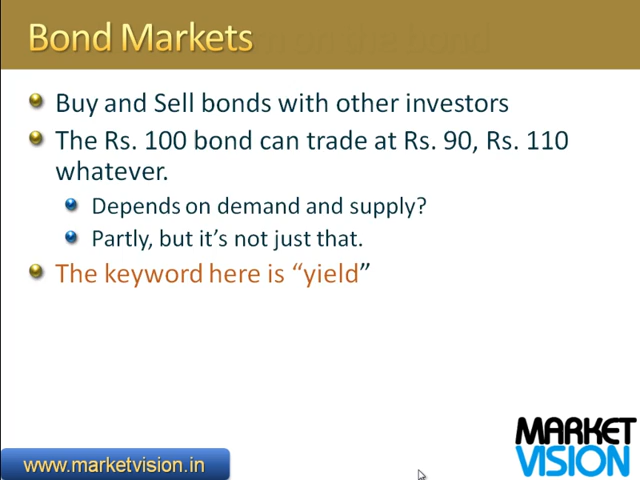 Bond Markets
Buy and Sell bonds with other investors
The Rs. 100 bond can trade at Rs. 90, Rs. 110
whatever.
Depends on demand and supply?
Partly, but it's not just that.
The keyword here is “yield”
MARKET
VISION
www.marketvision.in